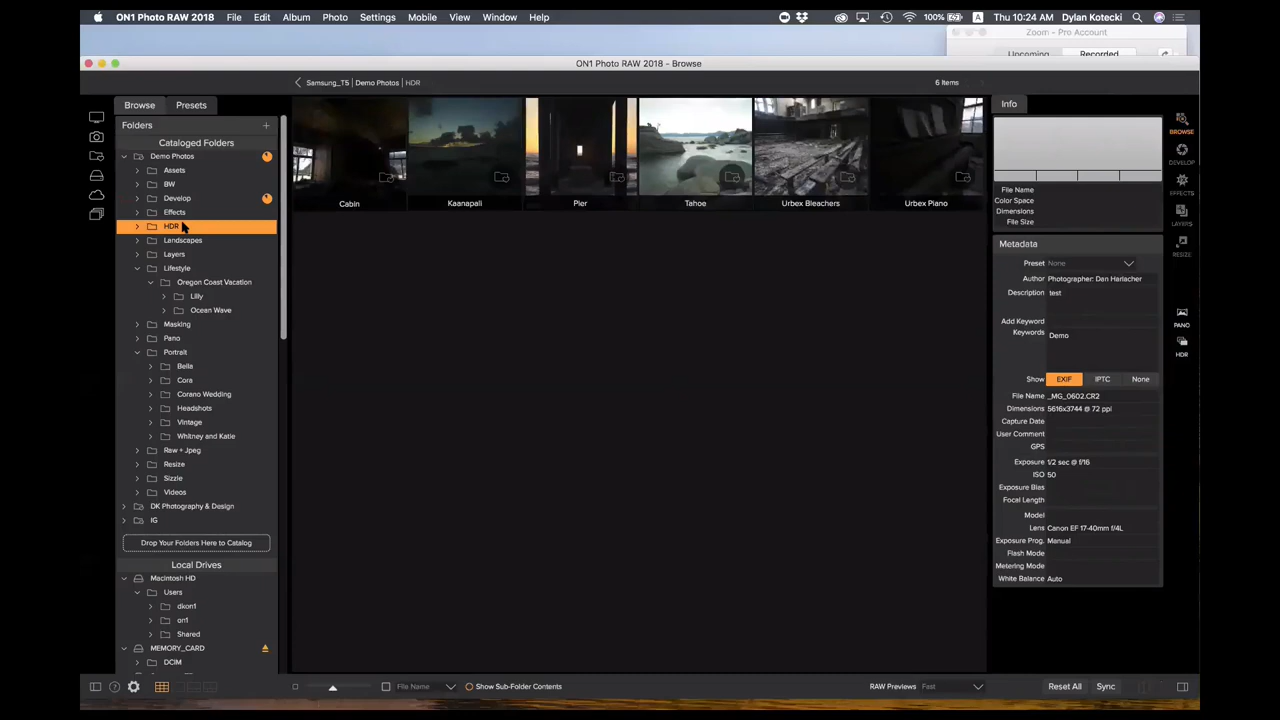 ON1 Photo RAW 2018 File Edit Album Photo Settings Mobile View Window Help 100% A Thu 10:24 AM Dylan Kotecki
Zoom - Pro Account
Upcoming Recorded
ON1 Photo RAW 2018 - Browse
Samsung_T5 Demo Photos HDR 6 Items
Browse Presets
Info
Folders +
Cataloged Folders
Demo Photos
Assets
BW
Develop
Effects
HDR
Landscapes
Layers
Lifestyle
Oregon Coast Vacation
Lilly
Ocean Wave
Masking
Pano
Portrait
Bella
Cora
Corano Wedding
Headshots
Vintage
Whitney and Katie
Raw + Jpeg
Resize
Sizzle
Videos
DK Photography & Design
IG
Drop Your Folders Here to Catalog
Local Drives
Macintosh HD
Users
dkon1
on1
Shared
MEMORY_CARD
DCIM
Cabin Kaanapali Pier Tahoe Urbex Bleachers Urbex Piano
File Name
Color Space
Dimensions
File Size
Metadata
Preset None
Author Photographer: Dan Harlacher
Description test
Add Keyword
Keywords Demo
Show EXIF IPTC None
File Name _MG_0602.CR2
Dimensions 5616x3744 @ 72 ppi
Capture Date
User Comment
GPS
Exposure 1/2 sec @ f/16
ISO 50
Exposure Bias
Focal Length
Model
Lens Canon EF 17-40mm f/4L
Exposure Prog. Manual
Flash Mode
Metering Mode
White Balance Auto
BROWSE
DEVELOP
EFFECTS
LAYERS
RESIZE
PANO
HDR
File Name Show Sub-Folder Contents RAW Previews Fast Reset All Sync